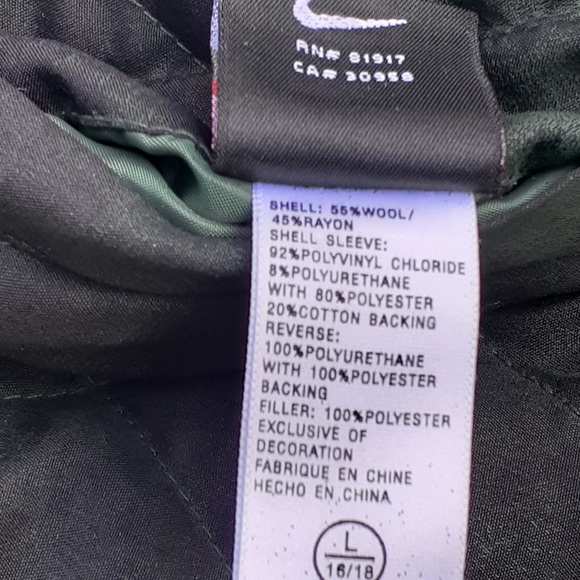 RN# 81917
CA# 30958
SHELL: 55%WOOL/
45%RAYON
SHELL SLEEVE:
92%POLYVINYL CHLORIDE
8%POLYURETHANE
WITH 80%POLYESTER
20%COTTON BACKING
REVERSE:
100%POLYURETHANE
WITH 100%POLYESTER
BACKING
FILLER: 100%POLYESTER
EXCLUSIVE OF
DECORATION
FABRIQUE EN CHINE
HECHO EN CHINA
L
16/18